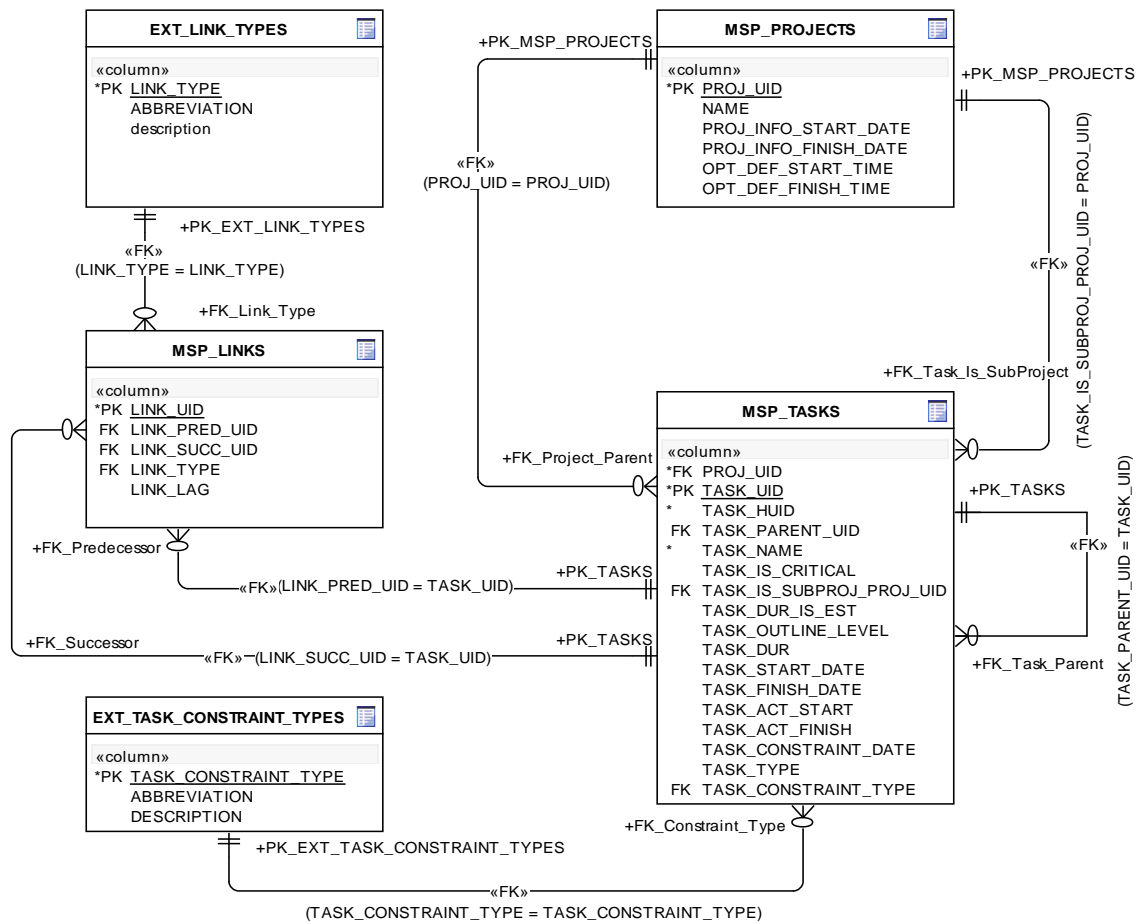 EXT_LINK_TYPES
«column»
*PK LINK_TYPE
ABBREVIATION
description
+PK_EXT_LINK_TYPES
«FK»
(LINK_TYPE = LINK_TYPE)
+FK_Link_Type
MSP_LINKS
«column»
*PK LINK_UID
FK LINK_PRED_UID
FK LINK_SUCC_UID
FK LINK_TYPE
LINK_LAG
+FK_Predecessor
«FK» (LINK_PRED_UID = TASK_UID)
+PK_TASKS
+FK_Successor
«FK» (LINK_SUCC_UID = TASK_UID)
+PK_TASKS
EXT_TASK_CONSTRAINT_TYPES
«column»
*PK TASK_CONSTRAINT_TYPE
ABBREVIATION
DESCRIPTION
+PK_EXT_TASK_CONSTRAINT_TYPES
«FK»
(TASK_CONSTRAINT_TYPE = TASK_CONSTRAINT_TYPE)
+FK_Constraint_Type
+PK_MSP_PROJECTS
«FK»
(PROJ_UID = PROJ_UID)
+FK_Project_Parent
MSP_PROJECTS
«column»
*PK PROJ_UID
NAME
PROJ_INFO_START_DATE
PROJ_INFO_FINISH_DATE
OPT_DEF_START_TIME
OPT_DEF_FINISH_TIME
+PK_MSP_PROJECTS
«FK»
(TASK_IS_SUBPROJ_PROJ_UID = PROJ_UID)
+FK_Task_Is_SubProject
MSP_TASKS
«column»
*FK PROJ_UID
*PK TASK_UID
* TASK_HUID
FK TASK_PARENT_UID
* TASK_NAME
TASK_IS_CRITICAL
FK TASK_IS_SUBPROJ_PROJ_UID
TASK_DUR_IS_EST
TASK_OUTLINE_LEVEL
TASK_DUR
TASK_START_DATE
TASK_FINISH_DATE
TASK_ACT_START
TASK_ACT_FINISH
TASK_CONSTRAINT_DATE
TASK_TYPE
FK TASK_CONSTRAINT_TYPE
+PK_TASKS
«FK»
(TASK_PARENT_UID = TASK_UID)
+FK_Task_Parent